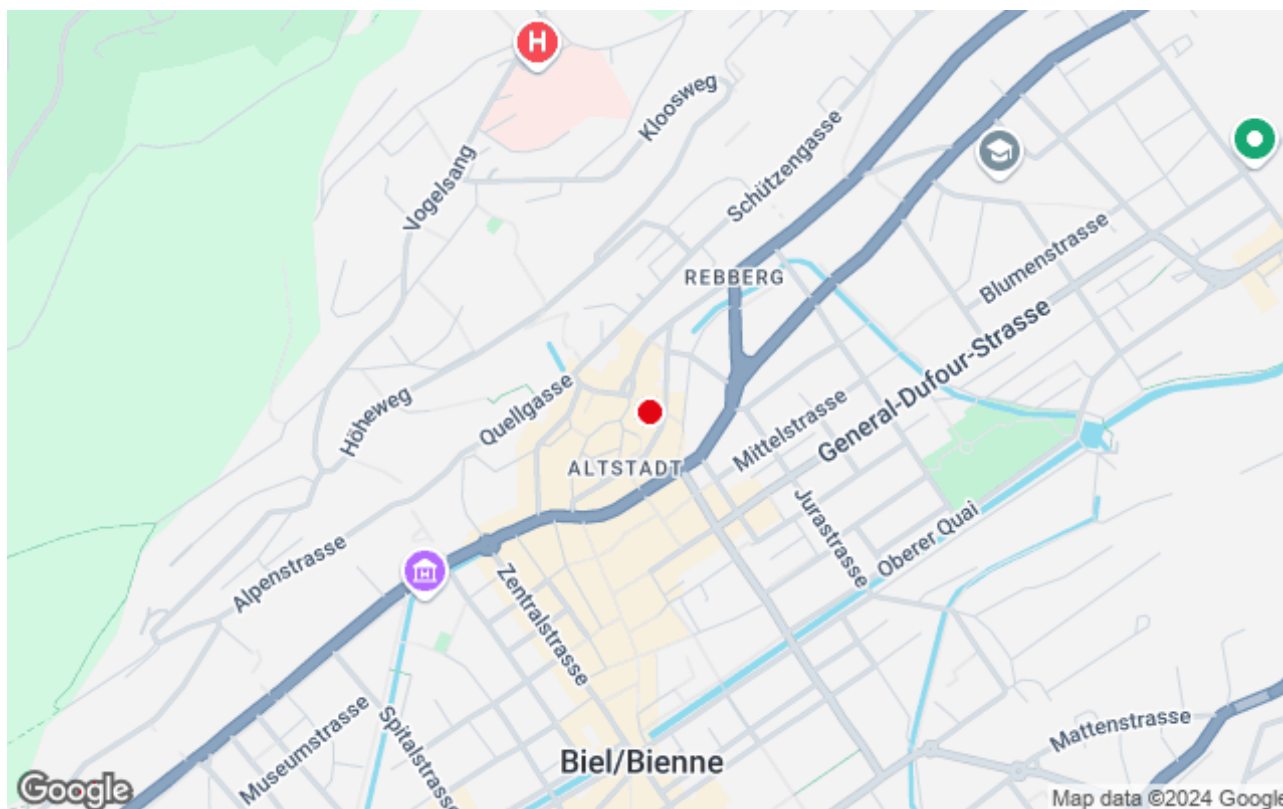 H
Kloosweg
Vogelsang
Schützengasse
REBBERG
Blumenstrasse
General-Dufour-Strasse
Höheweg
Quellgasse
Mittelstrasse
ALTSTADT
Jurastrasse
Oberer Quai
Alpenstrasse
H
Zentralstrasse
Museumstrasse
Spitalstrasse
Mattenstrasse
Biel/Bienne
Google
Map data ©2024 Google